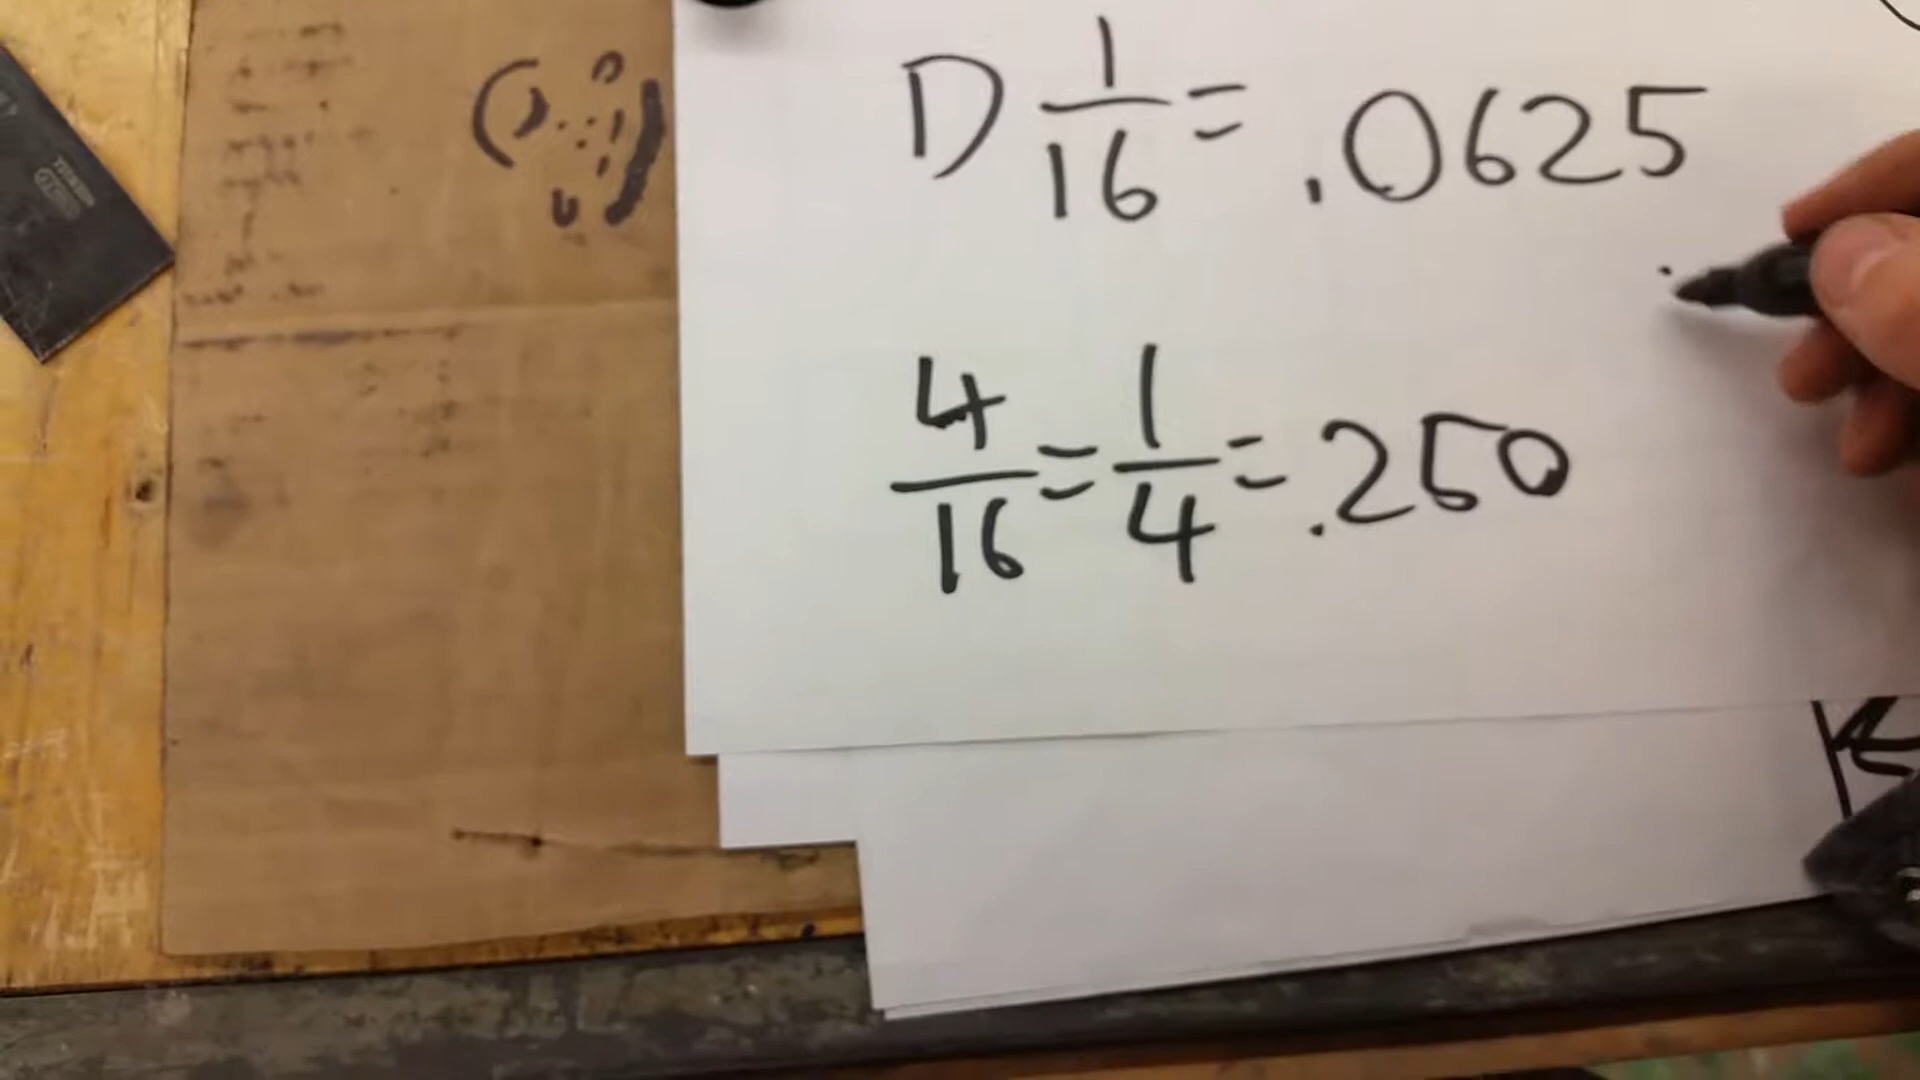 D 1/16 = .0625
4/16 = 1/4 = .250